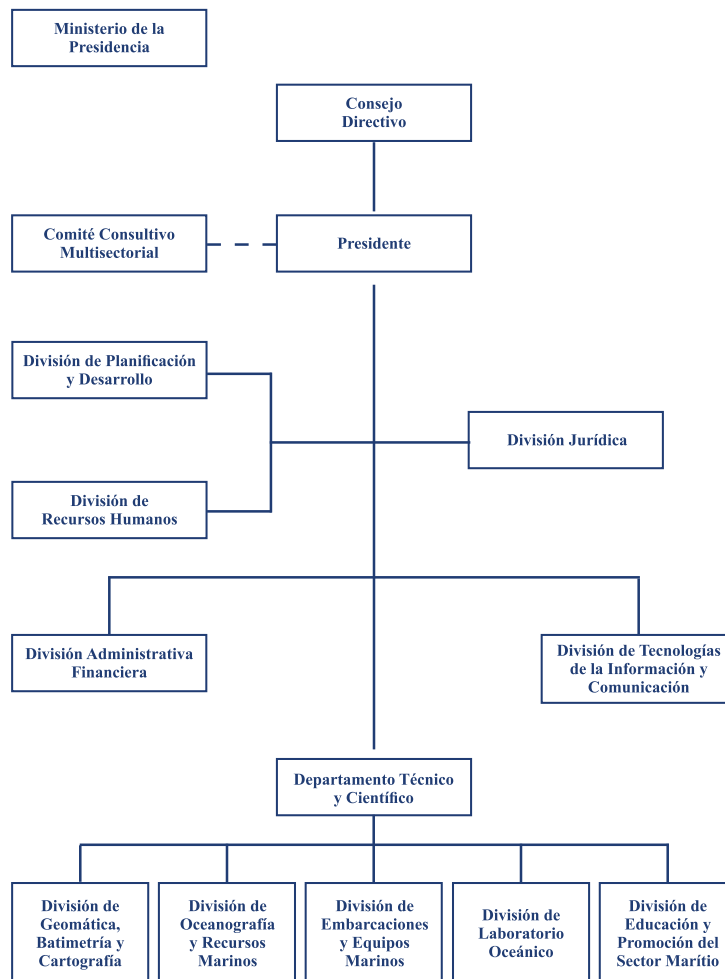 Ministerio de la
Presidencia
Consejo
Directivo
Comité Consultivo
Multisectorial
Presidente
División de Planificación
y Desarrollo
División Jurídica
División de
Recursos Humanos
División Administrativa
Financiera
División de Tecnologías
de la Información y
Comunicación
Departamento Técnico
y Científico
División de
Geomática,
Batimetría y
Cartografía
División de
Oceanografía
y Recursos
Marinos
División de
Embarcaciones
y Equipos
Marinos
División de
Laboratorio
Oceánico
División de
Educación y
Promoción del
Sector Marítio